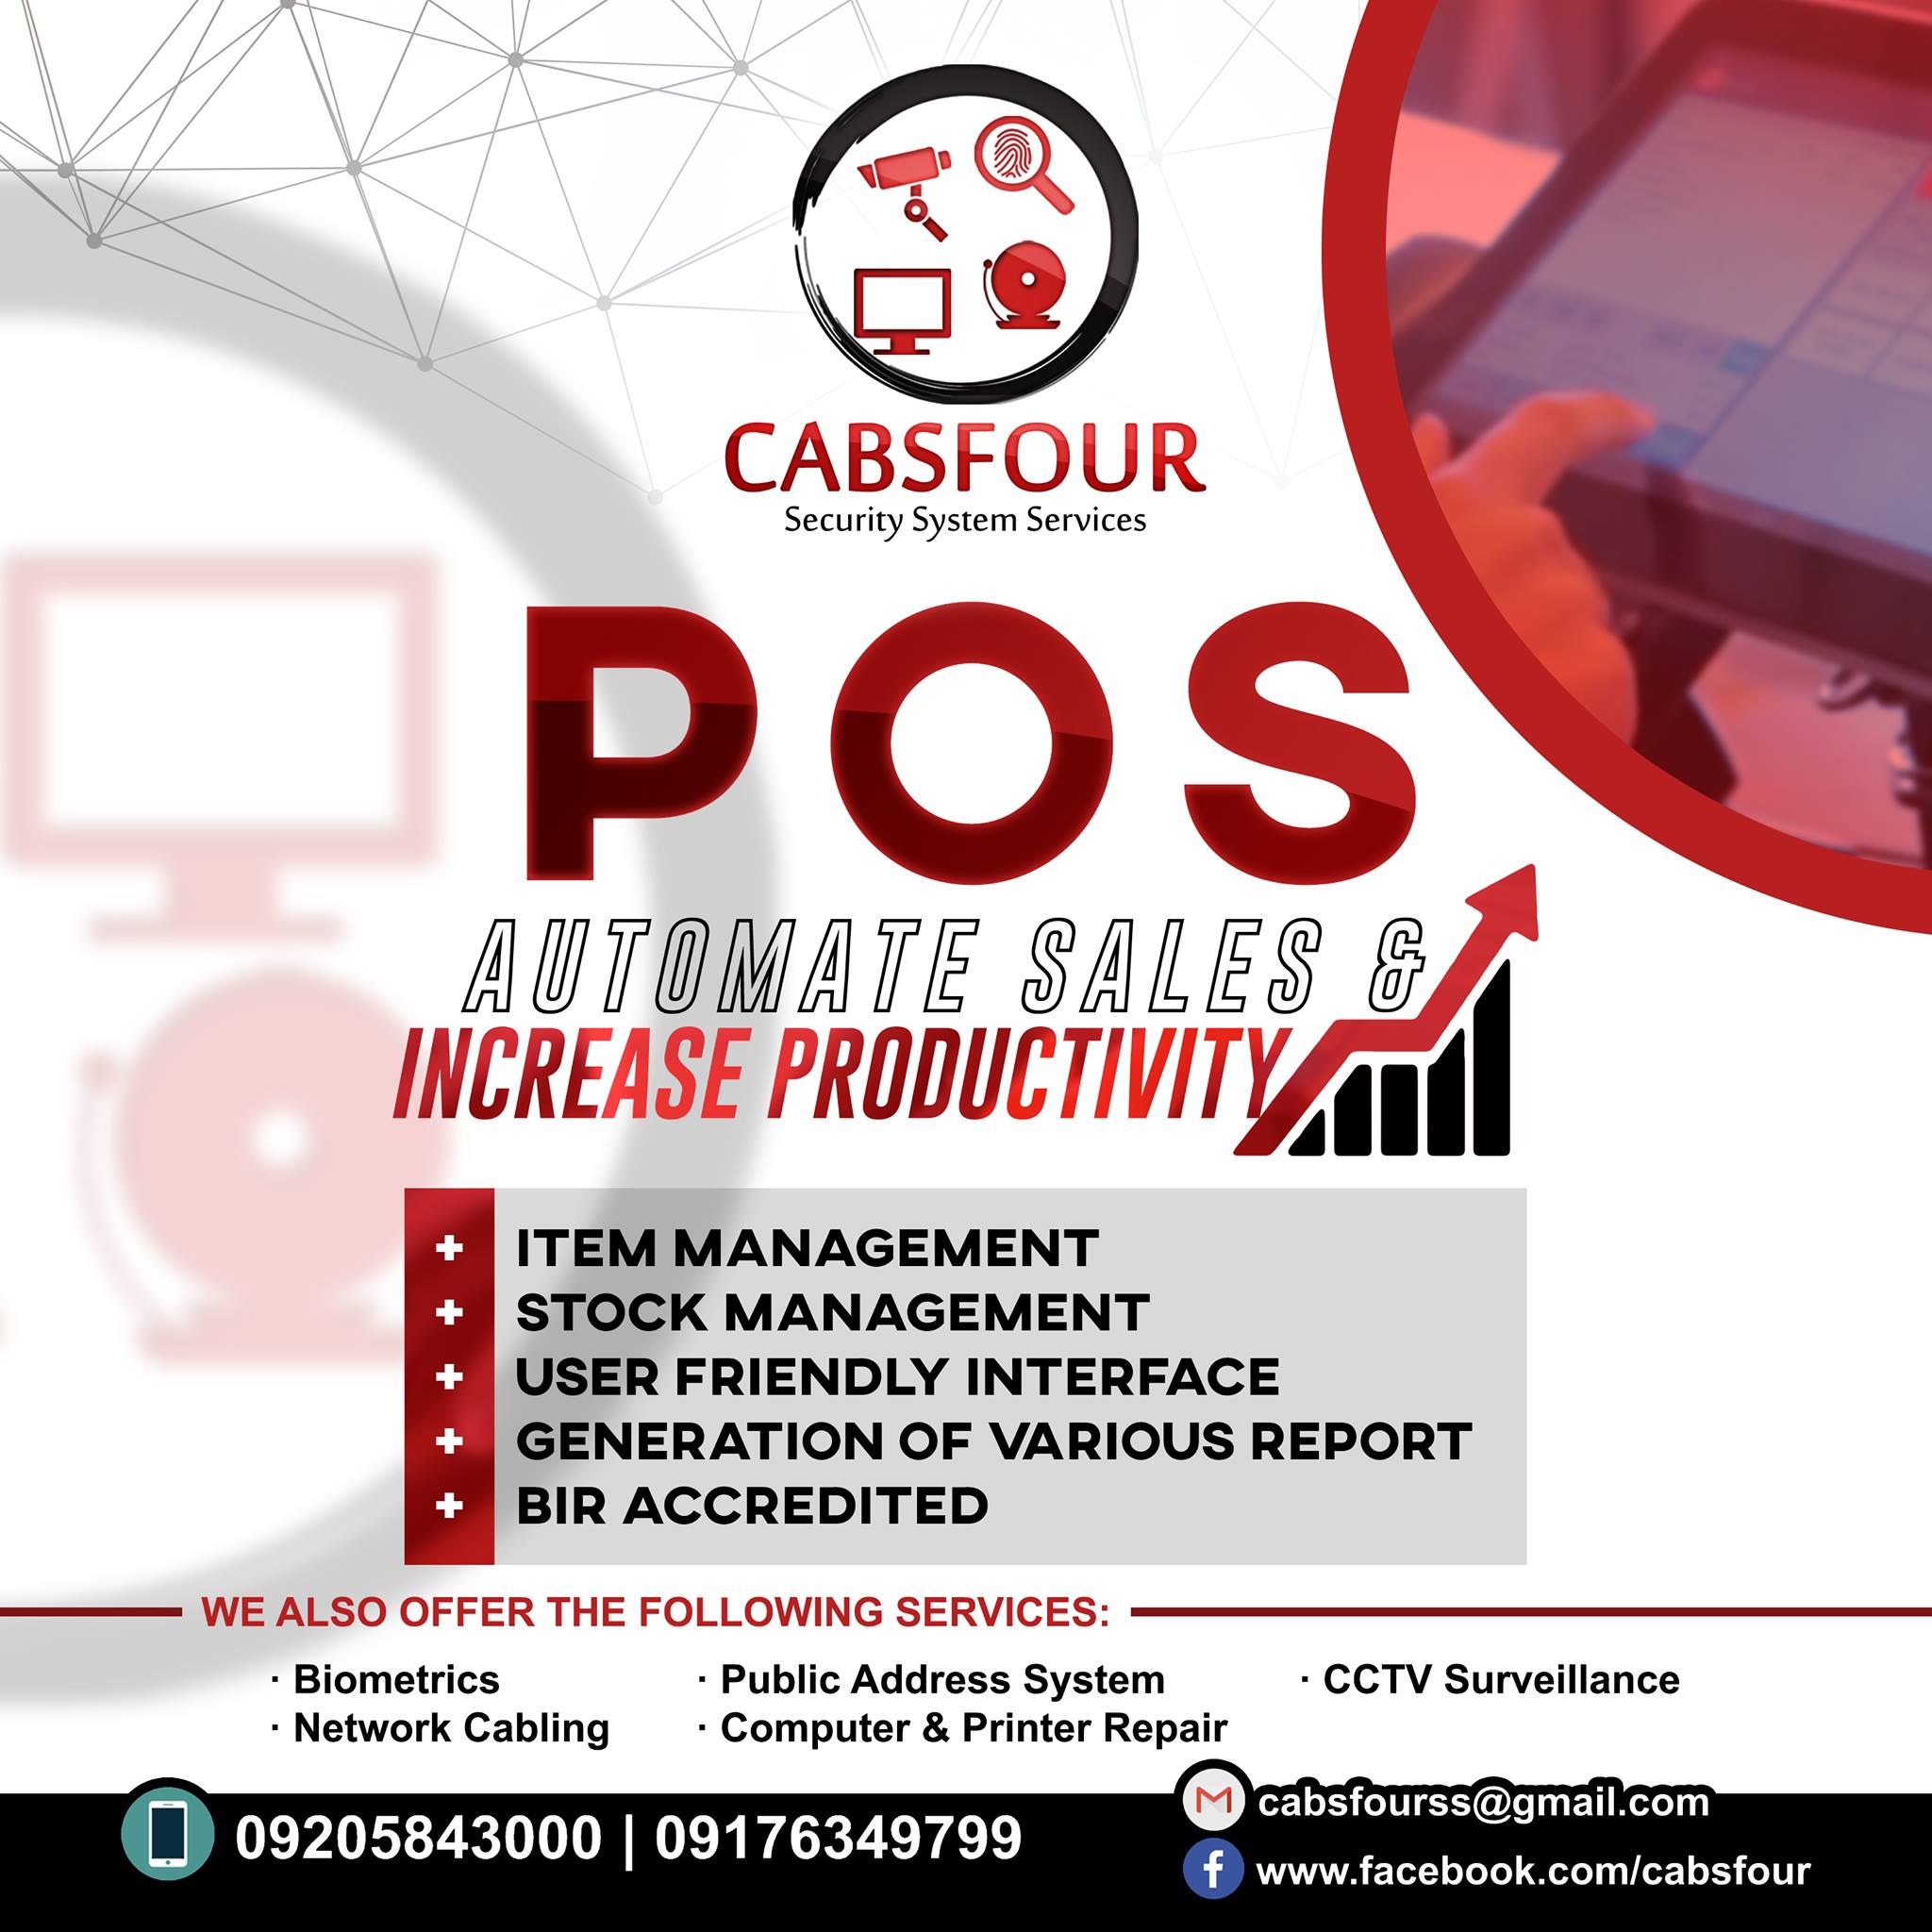 CABSFOUR
Security System Services
POS
AUTOMATE SALES &
INCREASE PRODUCTIVITY
+ ITEM MANAGEMENT
+ STOCK MANAGEMENT
+ USER FRIENDLY INTERFACE
+ GENERATION OF VARIOUS REPORT
+ BIR ACCREDITED
WE ALSO OFFER THE FOLLOWING SERVICES:
· Biometrics
· Network Cabling
· Public Address System
· Computer & Printer Repair
· CCTV Surveillance
09205843000 | 09176349799
cabsfourss@gmail.com
www.facebook.com/cabsfour